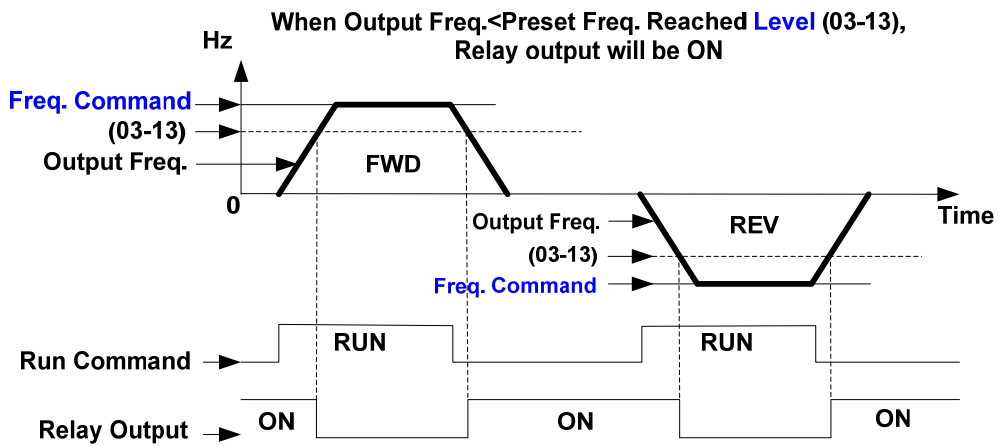 When Output Freq.<Preset Freq. Reached Level (03-13),
Relay output will be ON
Hz
Freq. Command
(03-13)
Output Freq.
FWD
0
Time
Output Freq.
REV
(03-13)
Freq. Command
RUN
RUN
Run Command
ON
ON
ON
Relay Output